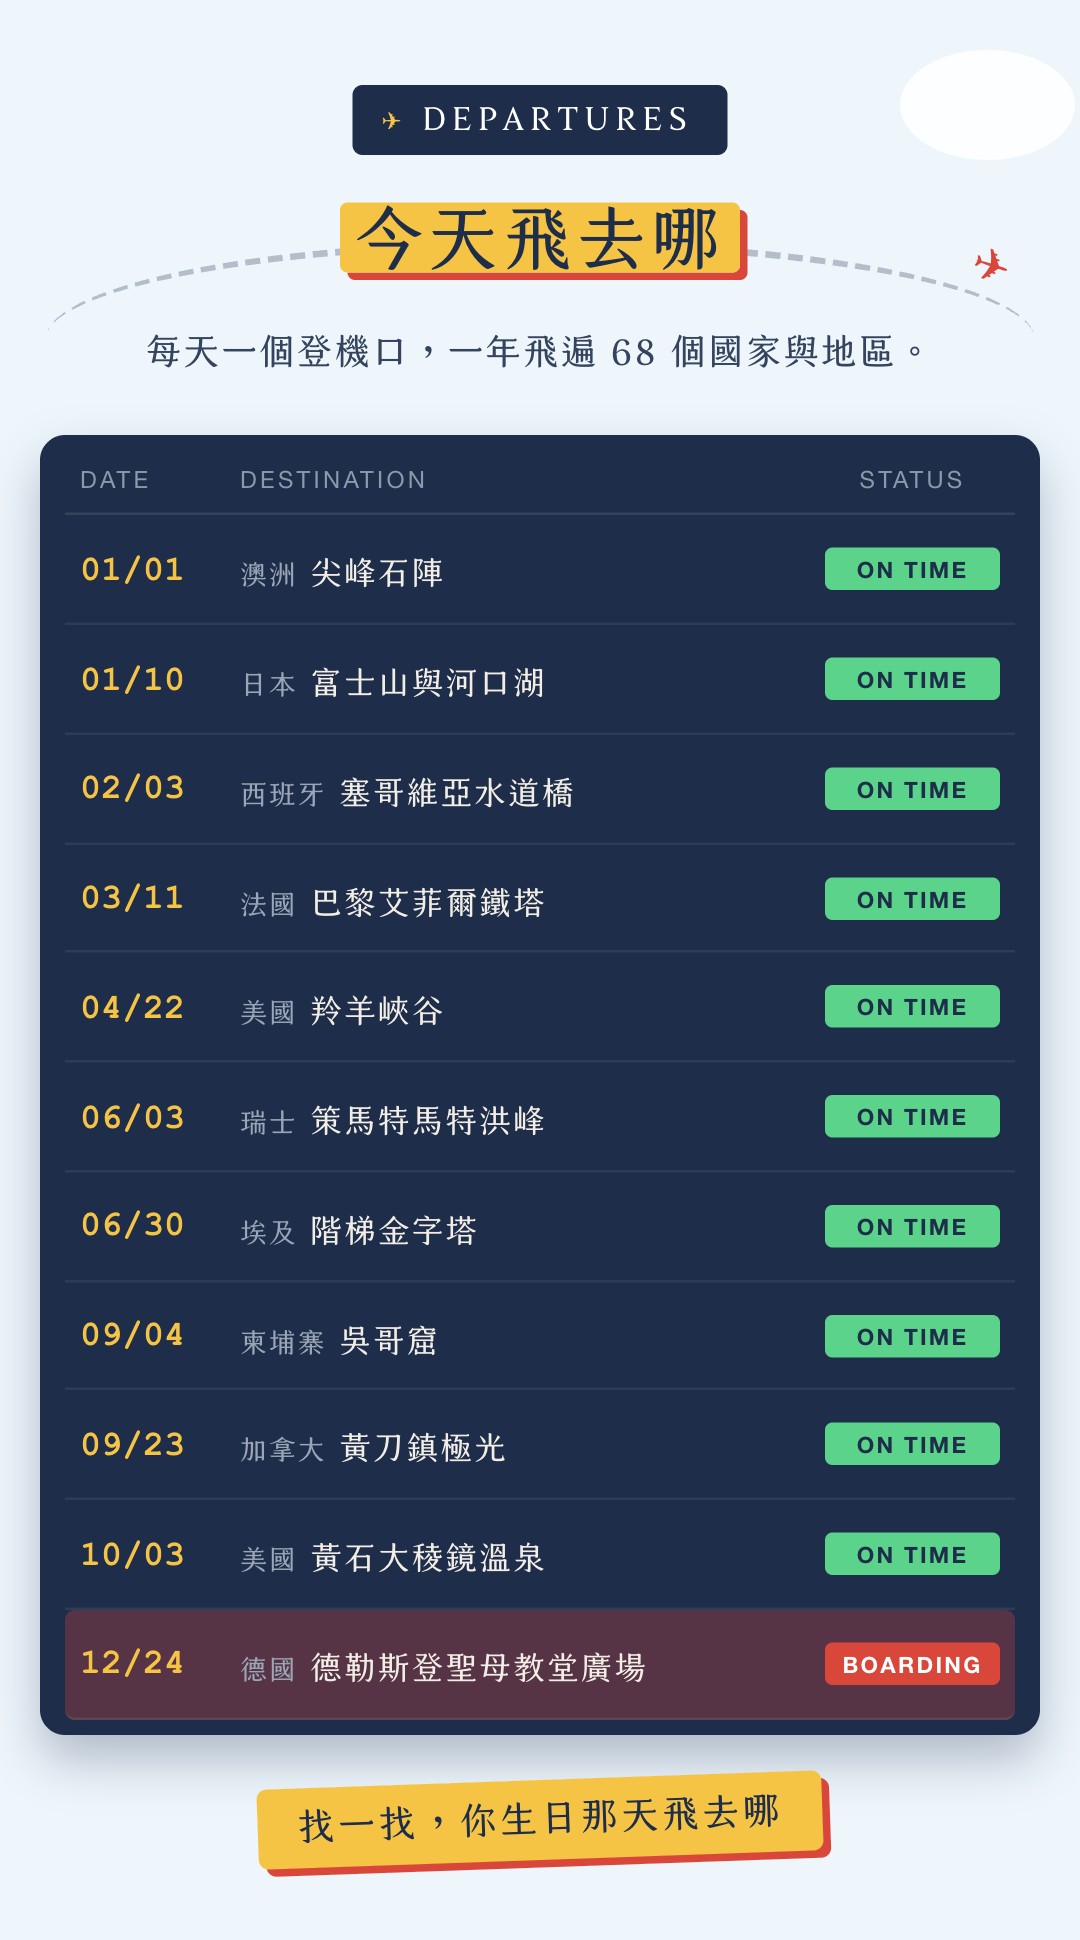 ✈ DEPARTURES
今天飛去哪
每天一個登機口，一年飛遍 68 個國家與地區。
DATE DESTINATION STATUS
01/01 澳洲 尖峰石陣 ON TIME
01/10 日本 富士山與河口湖 ON TIME
02/03 西班牙 塞哥維亞水道橋 ON TIME
03/11 法國 巴黎艾菲爾鐵塔 ON TIME
04/22 美國 羚羊峽谷 ON TIME
06/03 瑞士 策馬特馬特洪峰 ON TIME
06/30 埃及 階梯金字塔 ON TIME
09/04 柬埔寨 吳哥窟 ON TIME
09/23 加拿大 黃刀鎮極光 ON TIME
10/03 美國 黃石大稜鏡溫泉 ON TIME
12/24 德國 德勒斯登聖母教堂廣場 BOARDING
找一找，你生日那天飛去哪